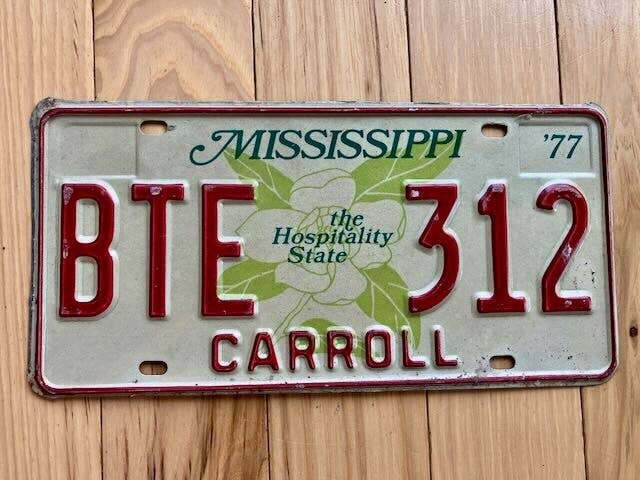 MISSISSIPPI '77
BTE 312
the
Hospitality
State
CARROLL